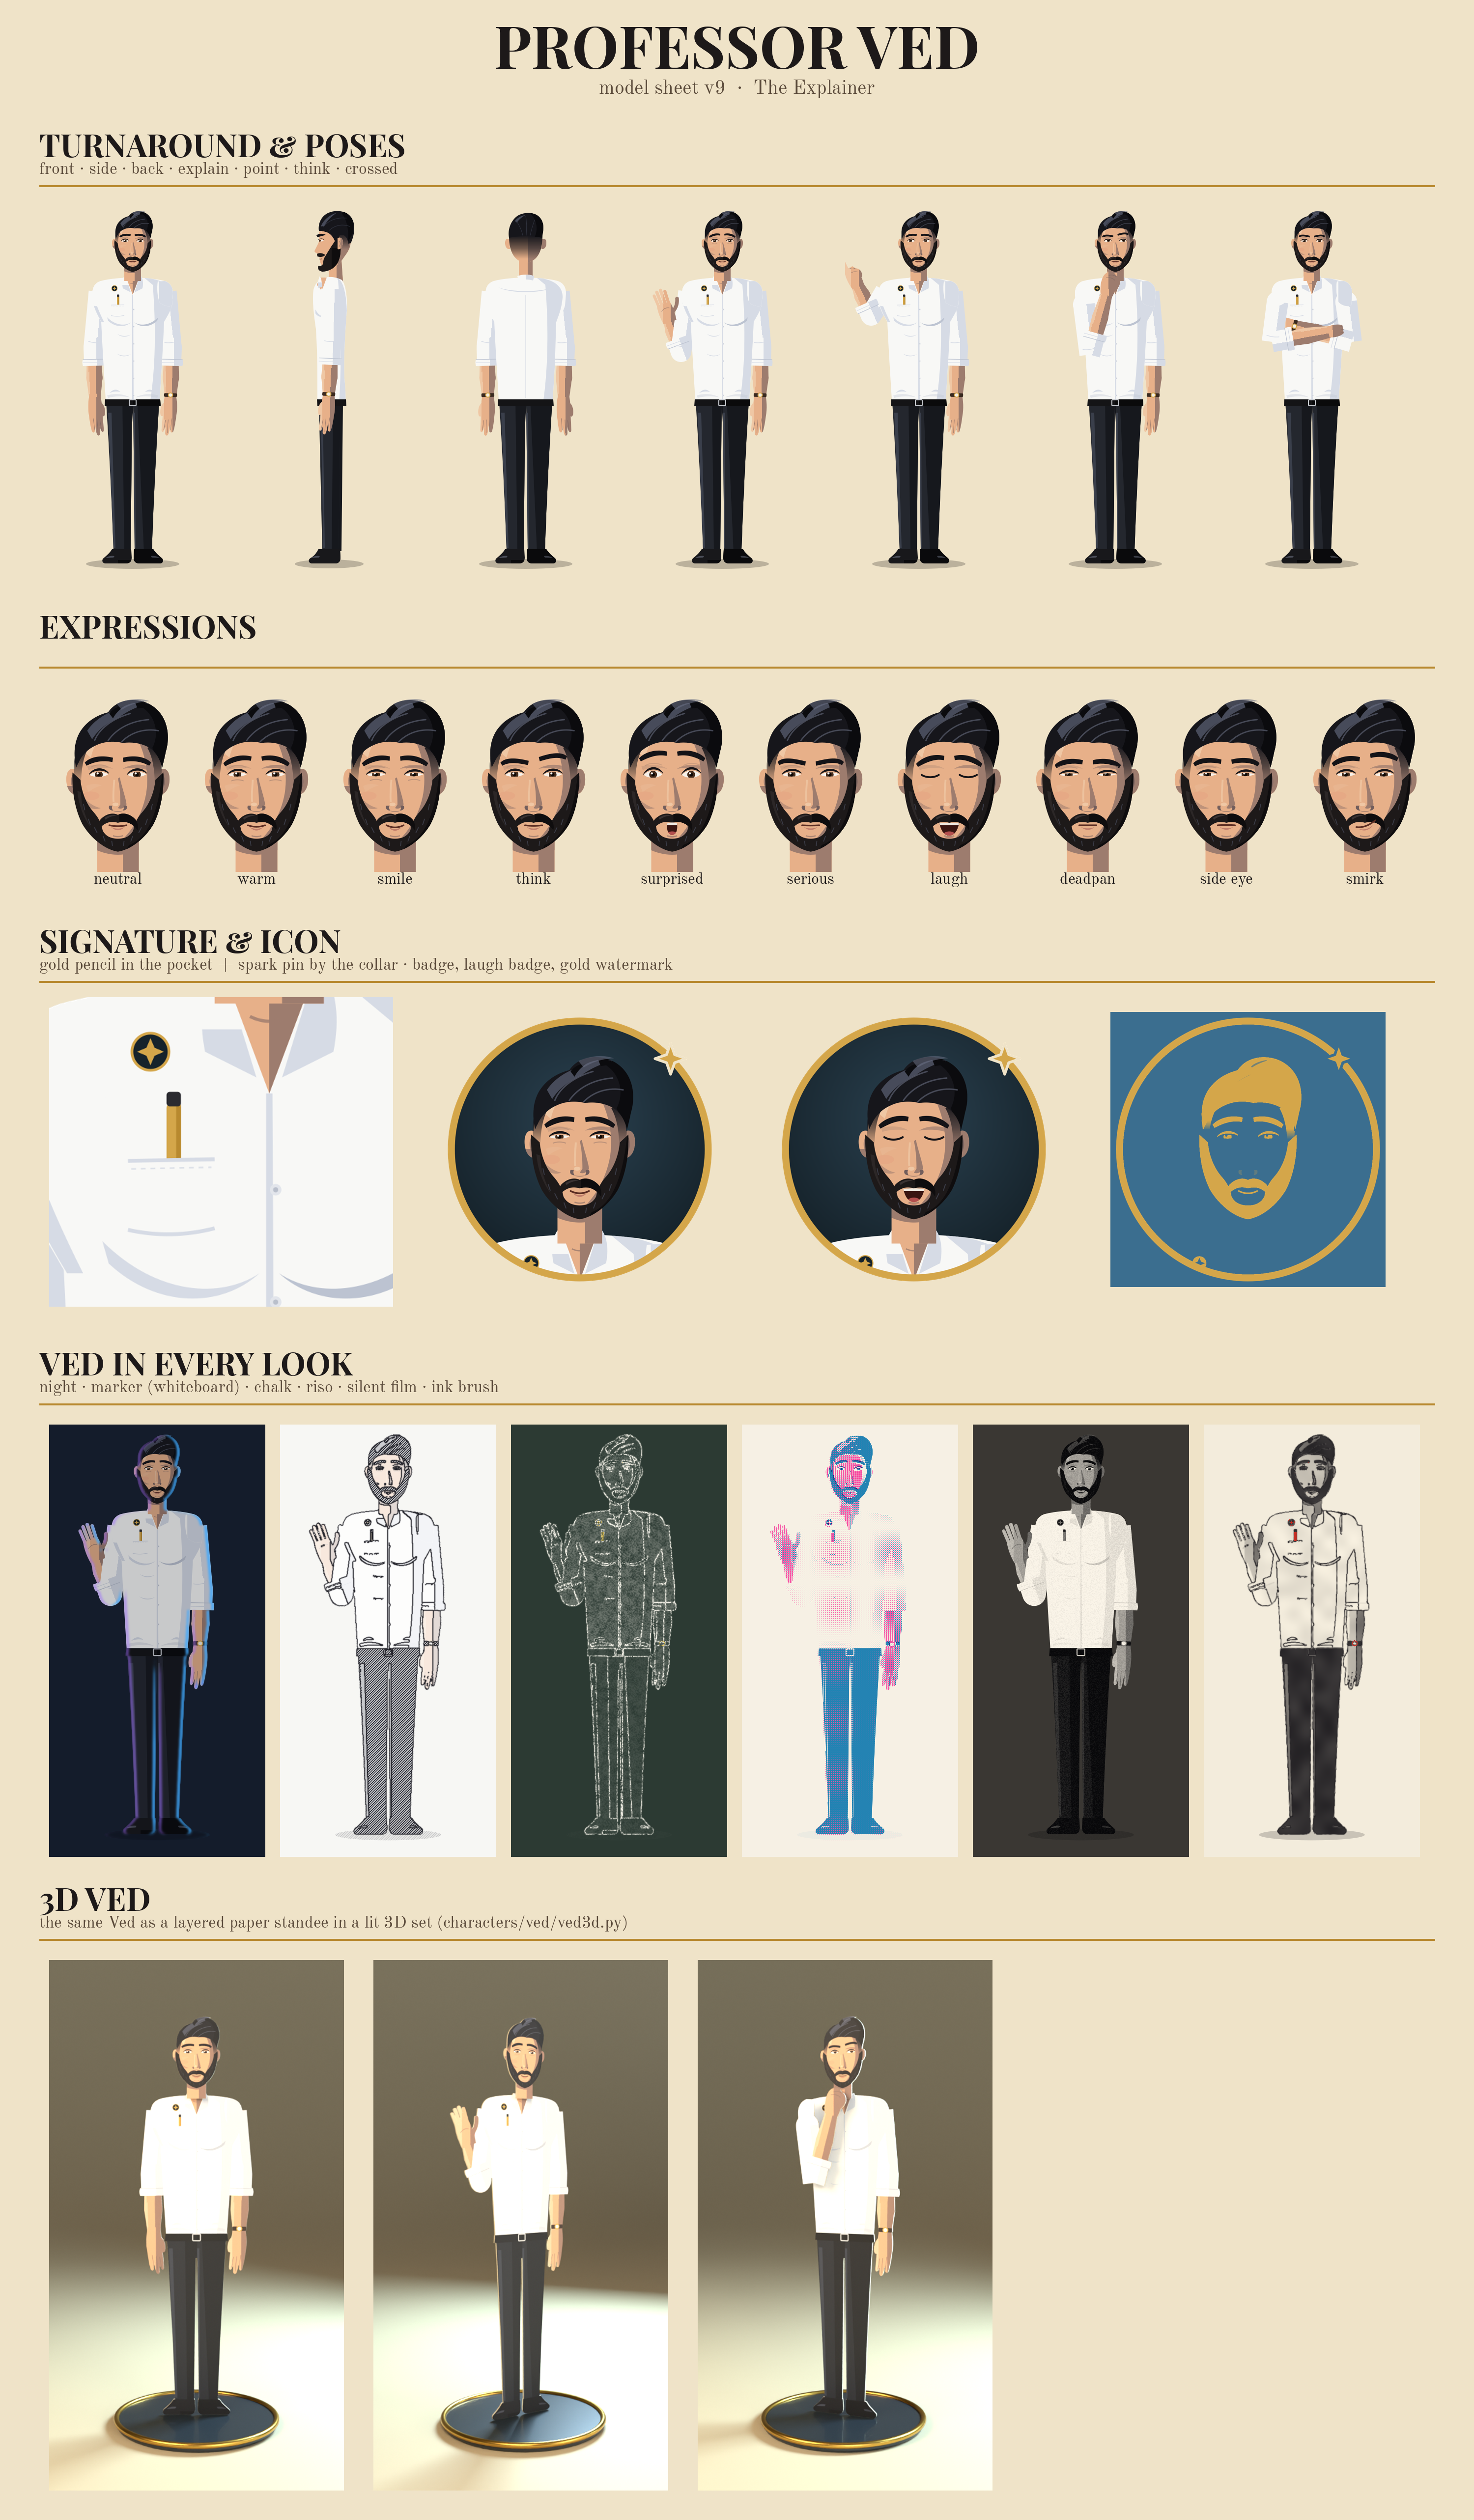 PROFESSOR VED
model sheet v9 · The Explainer
TURNAROUND & POSES
front · side · back · explain · point · think · crossed
EXPRESSIONS
neutral
warm
smile
think
surprised
serious
laugh
deadpan
side eye
smirk
SIGNATURE & ICON
gold pencil in the pocket + spark pin by the collar · badge, laugh badge, gold watermark
VED IN EVERY LOOK
night · marker (whiteboard) · chalk · riso · silent film · ink brush
3D VED
the same Ved as a layered paper standee in a lit 3D set (characters/ved/ved3d.py)